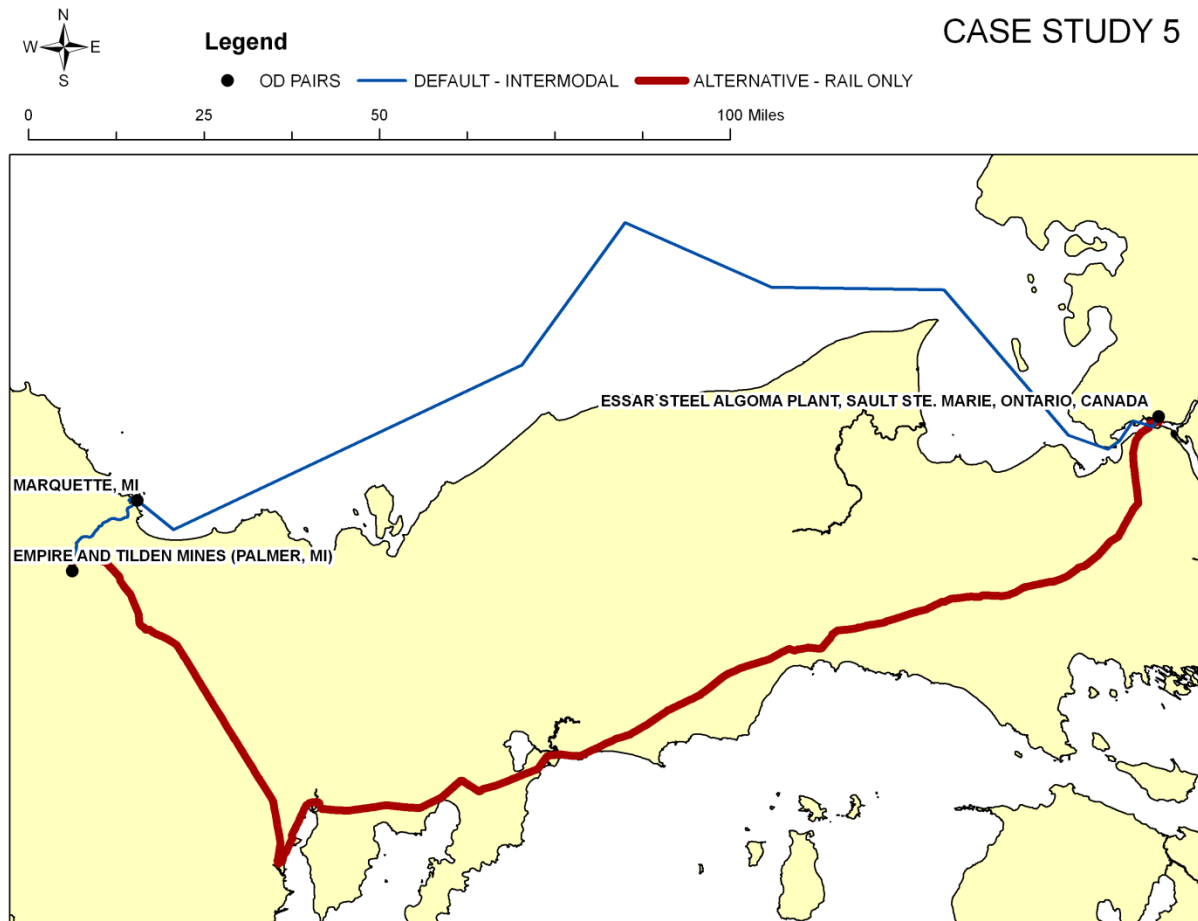 N
W E
S
Legend
CASE STUDY 5
OD PAIRS DEFAULT - INTERMODAL ALTERNATIVE - RAIL ONLY
0 25 50 100 Miles
ESSAR STEEL ALGOMA PLANT, SAULT STE. MARIE, ONTARIO, CANADA
MARQUETTE, MI
EMPIRE AND TILDEN MINES (PALMER, MI)